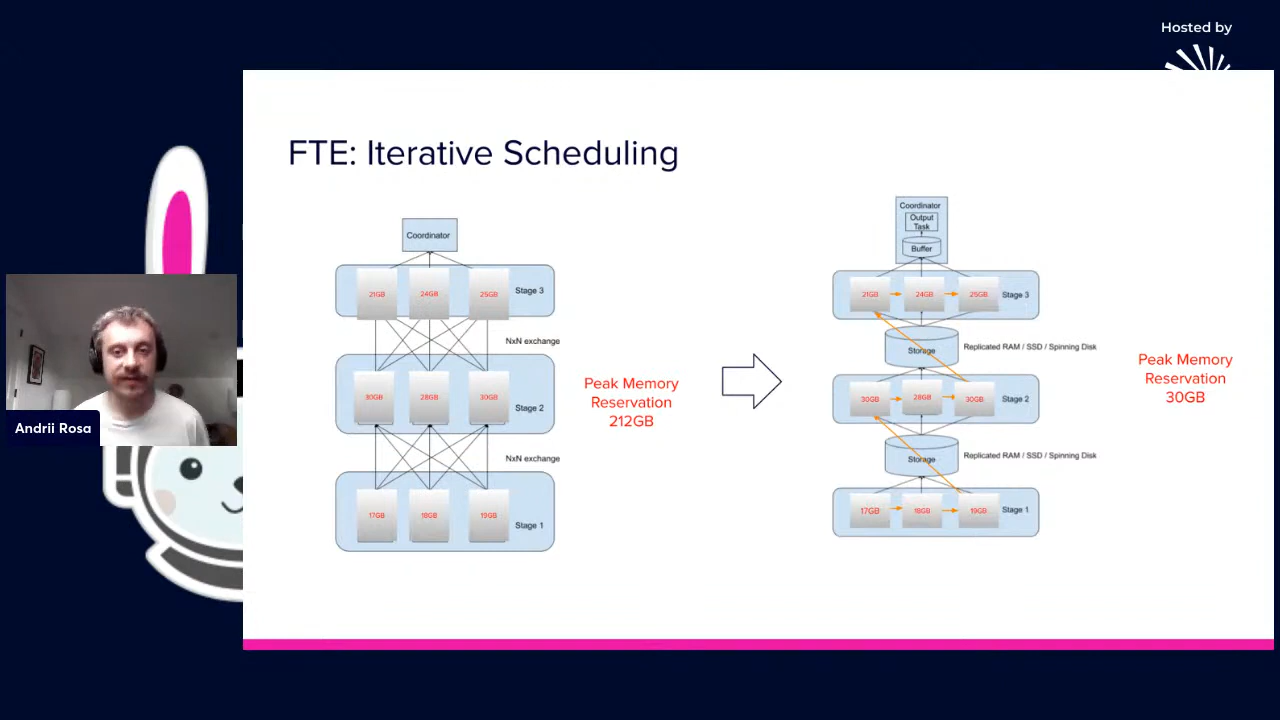 Hosted by
FTE: Iterative Scheduling
Coordinator
21GB 24GB 25GB Stage 3
NxN exchange
30GB 28GB 30GB Stage 2
NxN exchange
17GB 18GB 19GB Stage 1
Peak Memory
Reservation
212GB
Coordinator
Output
Task
Buffer
21GB 24GB 25GB Stage 3
Storage Replicated RAM / SSD / Spinning Disk
30GB 28GB 30GB Stage 2
Storage Replicated RAM / SSD / Spinning Disk
17GB 18GB 19GB Stage 1
Peak Memory
Reservation
30GB
Andrii Rosa